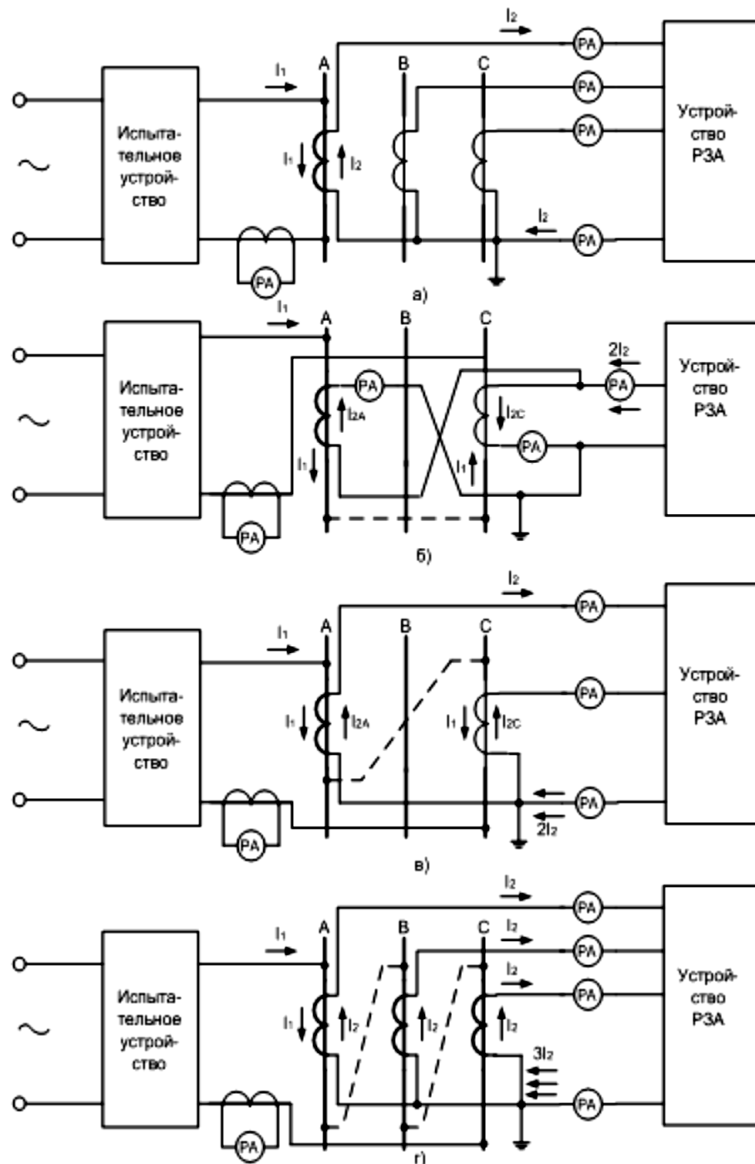 I₂
PA
A
B
C
I₁
PA
Испыта-
тельное
устрой-
ство
Устрой-
ство
РЗА
PA
I₁
I₂
I₂
PA
PA
а)
I₁
A
B
C
2I₂
PA
PA
Испыта-
тельное
устрой-
ство
Устрой-
ство
РЗА
I₂A
I₂C
PA
I₁
I₁
PA
б)
I₂
PA
I₁
A
B
C
Испыта-
тельное
устрой-
ство
Устрой-
ство
РЗА
PA
I₁
I₂A
I₁
I₂C
PA
2I₂
PA
в)
I₂
PA
I₁
A
B
C
I₂
PA
I₂
PA
Испыта-
тельное
устрой-
ство
Устрой-
ство
РЗА
I₁
I₂
I₂
I₂
3I₂
PA
PA
г)